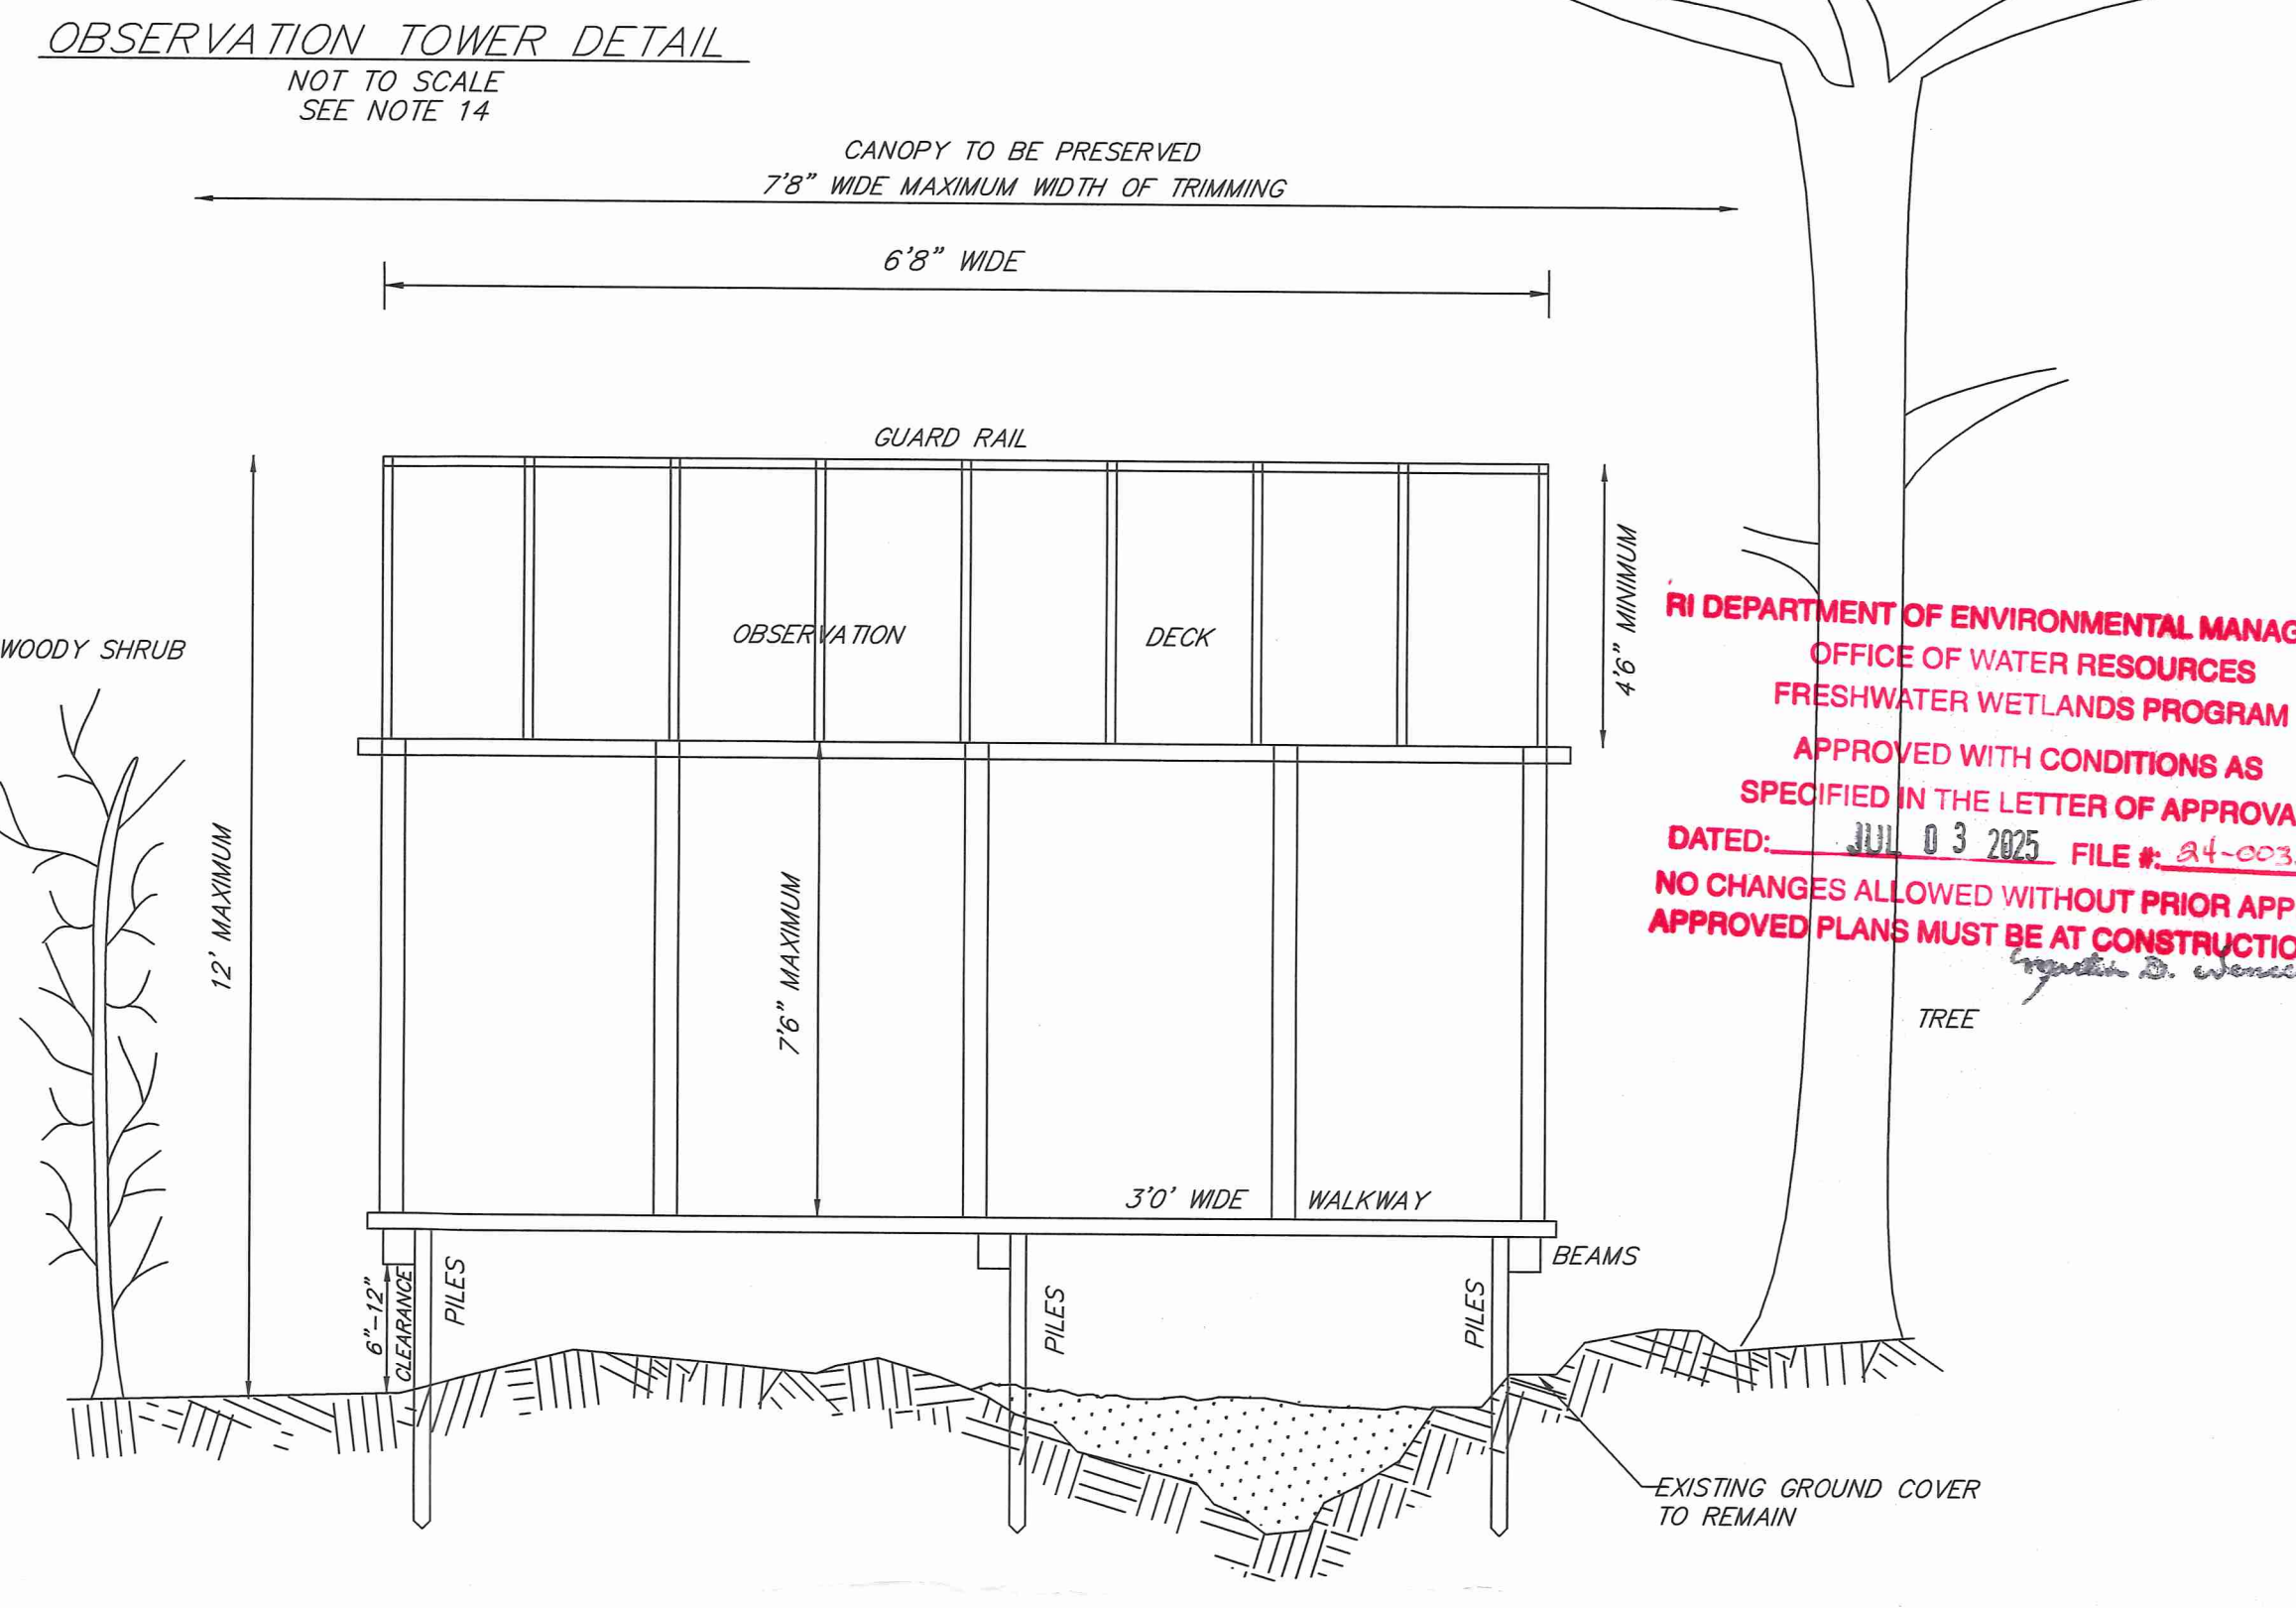 OBSERVATION TOWER DETAIL
NOT TO SCALE
SEE NOTE 14
CANOPY TO BE PRESERVED
7'8" WIDE MAXIMUM WIDTH OF TRIMMING
6'8" WIDE
GUARD RAIL
OBSERVATION DECK
4'6" MINIMUM
WOODY SHRUB
12' MAXIMUM
7'6" MAXIMUM
3'0' WIDE WALKWAY
BEAMS
6"-12"
CLEARANCE
PILES
PILES
PILES
TREE
EXISTING GROUND COVER
TO REMAIN
RI DEPARTMENT OF ENVIRONMENTAL MANAG
OFFICE OF WATER RESOURCES
FRESHWATER WETLANDS PROGRAM
APPROVED WITH CONDITIONS AS
SPECIFIED IN THE LETTER OF APPROVA
DATED: JUL 03 2025 FILE #: 24-003
NO CHANGES ALLOWED WITHOUT PRIOR APP
APPROVED PLANS MUST BE AT CONSTRUCTIO